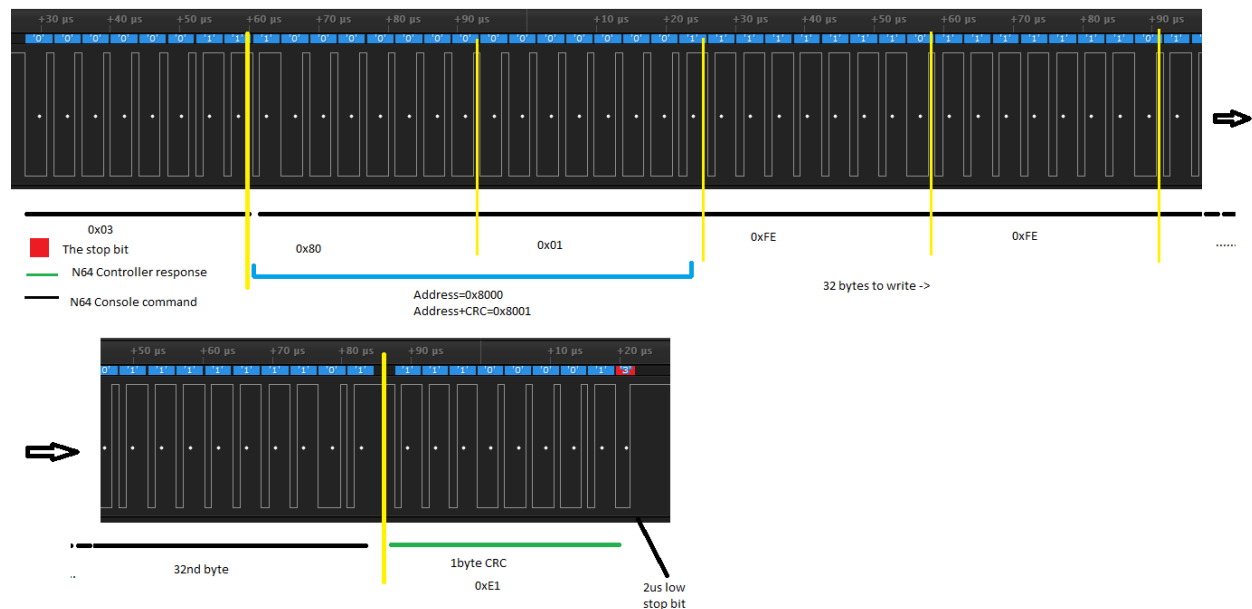 +30 µs +40 µs +50 µs +60 µs +70 µs +80 µs +90 µs +10 µs +20 µs +30 µs +40 µs +50 µs +60 µs +70 µs +80 µs +90 µs
'0' '0' '0' '0' '0' '0' '1' '1' '1' '0' '0' '0' '0' '0' '0' '0' '0' '0' '0' '0' '0' '0' '0' '1' '1' '1' '1' '1' '1' '1' '1' '0' '1' '1' '1' '1' '1' '1' '1' '0' '1'
0x03
0x80
0x01
0xFE
0xFE
The stop bit
......
N64 Controller response
N64 Console command
Address=0x8000
Address+CRC=0x8001
32 bytes to write ->
+50 µs +60 µs +70 µs +80 µs +90 µs +10 µs +20 µs
0' '1' '1' '1' '1' '1' '1' '1' '0' '1' '1' '1' '1' '0' '0' '0' '0' '1' '3'
32nd byte
1byte CRC
0xE1
2us low
stop bit